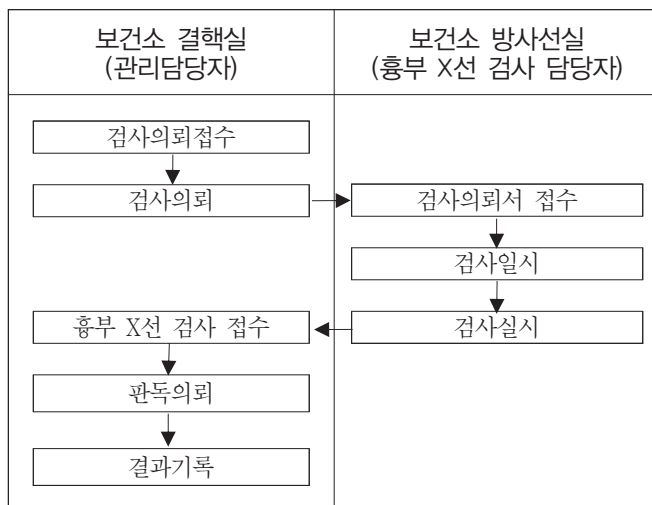 보건소 결핵실
(관리담당자)
보건소 방사선실
(흉부 X선 검사 담당자)
검사의뢰접수
검사의뢰
검사의뢰서 접수
검사일시
흉부 X선 검사 접수
검사실시
판독의뢰
결과기록